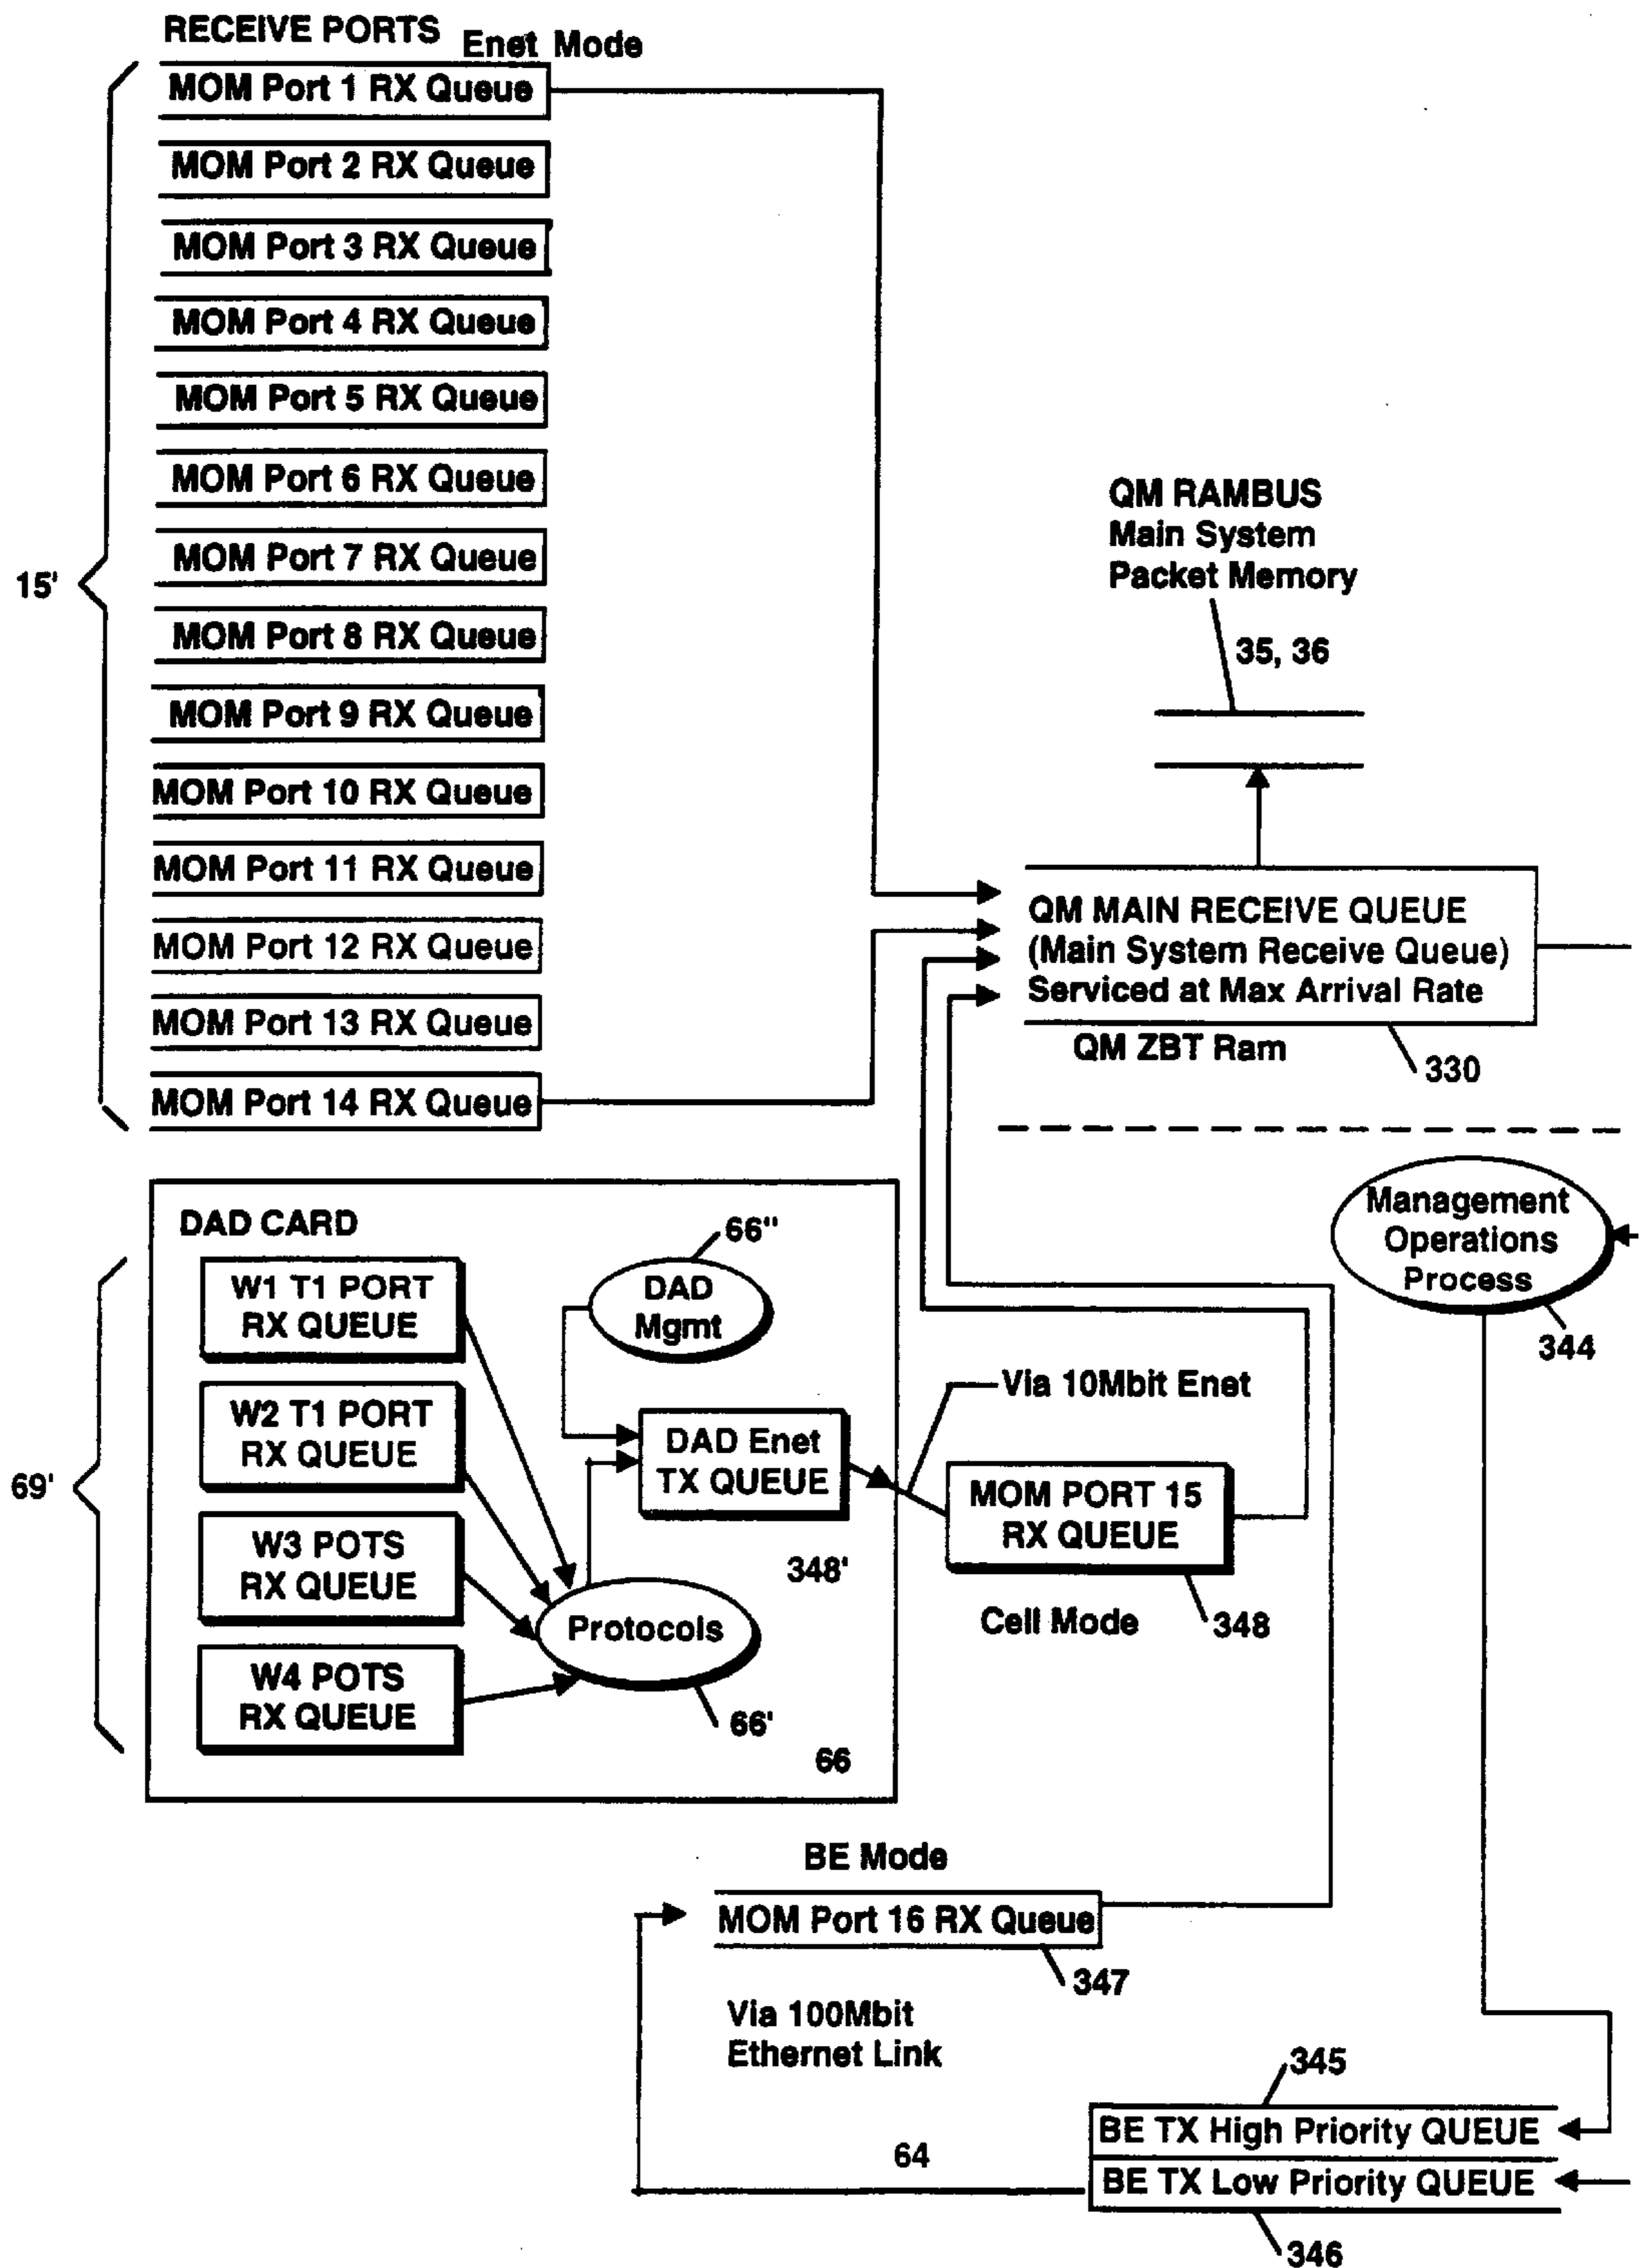 RECEIVE PORTS
Enet Mode
MOM Port 1 RX Queue
MOM Port 2 RX Queue
MOM Port 3 RX Queue
MOM Port 4 RX Queue
MOM Port 5 RX Queue
MOM Port 6 RX Queue
MOM Port 7 RX Queue
MOM Port 8 RX Queue
MOM Port 9 RX Queue
MOM Port 10 RX Queue
MOM Port 11 RX Queue
MOM Port 12 RX Queue
MOM Port 13 RX Queue
MOM Port 14 RX Queue
15'
QM RAMBUS
Main System
Packet Memory
35, 36
QM MAIN RECEIVE QUEUE
(Main System Receive Queue)
Serviced at Max Arrival Rate
QM ZBT Ram
330
Management
Operations
Process
344
DAD CARD
W1 T1 PORT
RX QUEUE
W2 T1 PORT
RX QUEUE
W3 POTS
RX QUEUE
W4 POTS
RX QUEUE
69'
66"
DAD
Mgmt
DAD Enet
TX QUEUE
348'
Protocols
66'
66
Via 10Mbit Enet
MOM PORT 15
RX QUEUE
Cell Mode
348
BE Mode
MOM Port 16 RX Queue
347
Via 100Mbit
Ethernet Link
345
BE TX High Priority QUEUE
64
BE TX Low Priority QUEUE
346